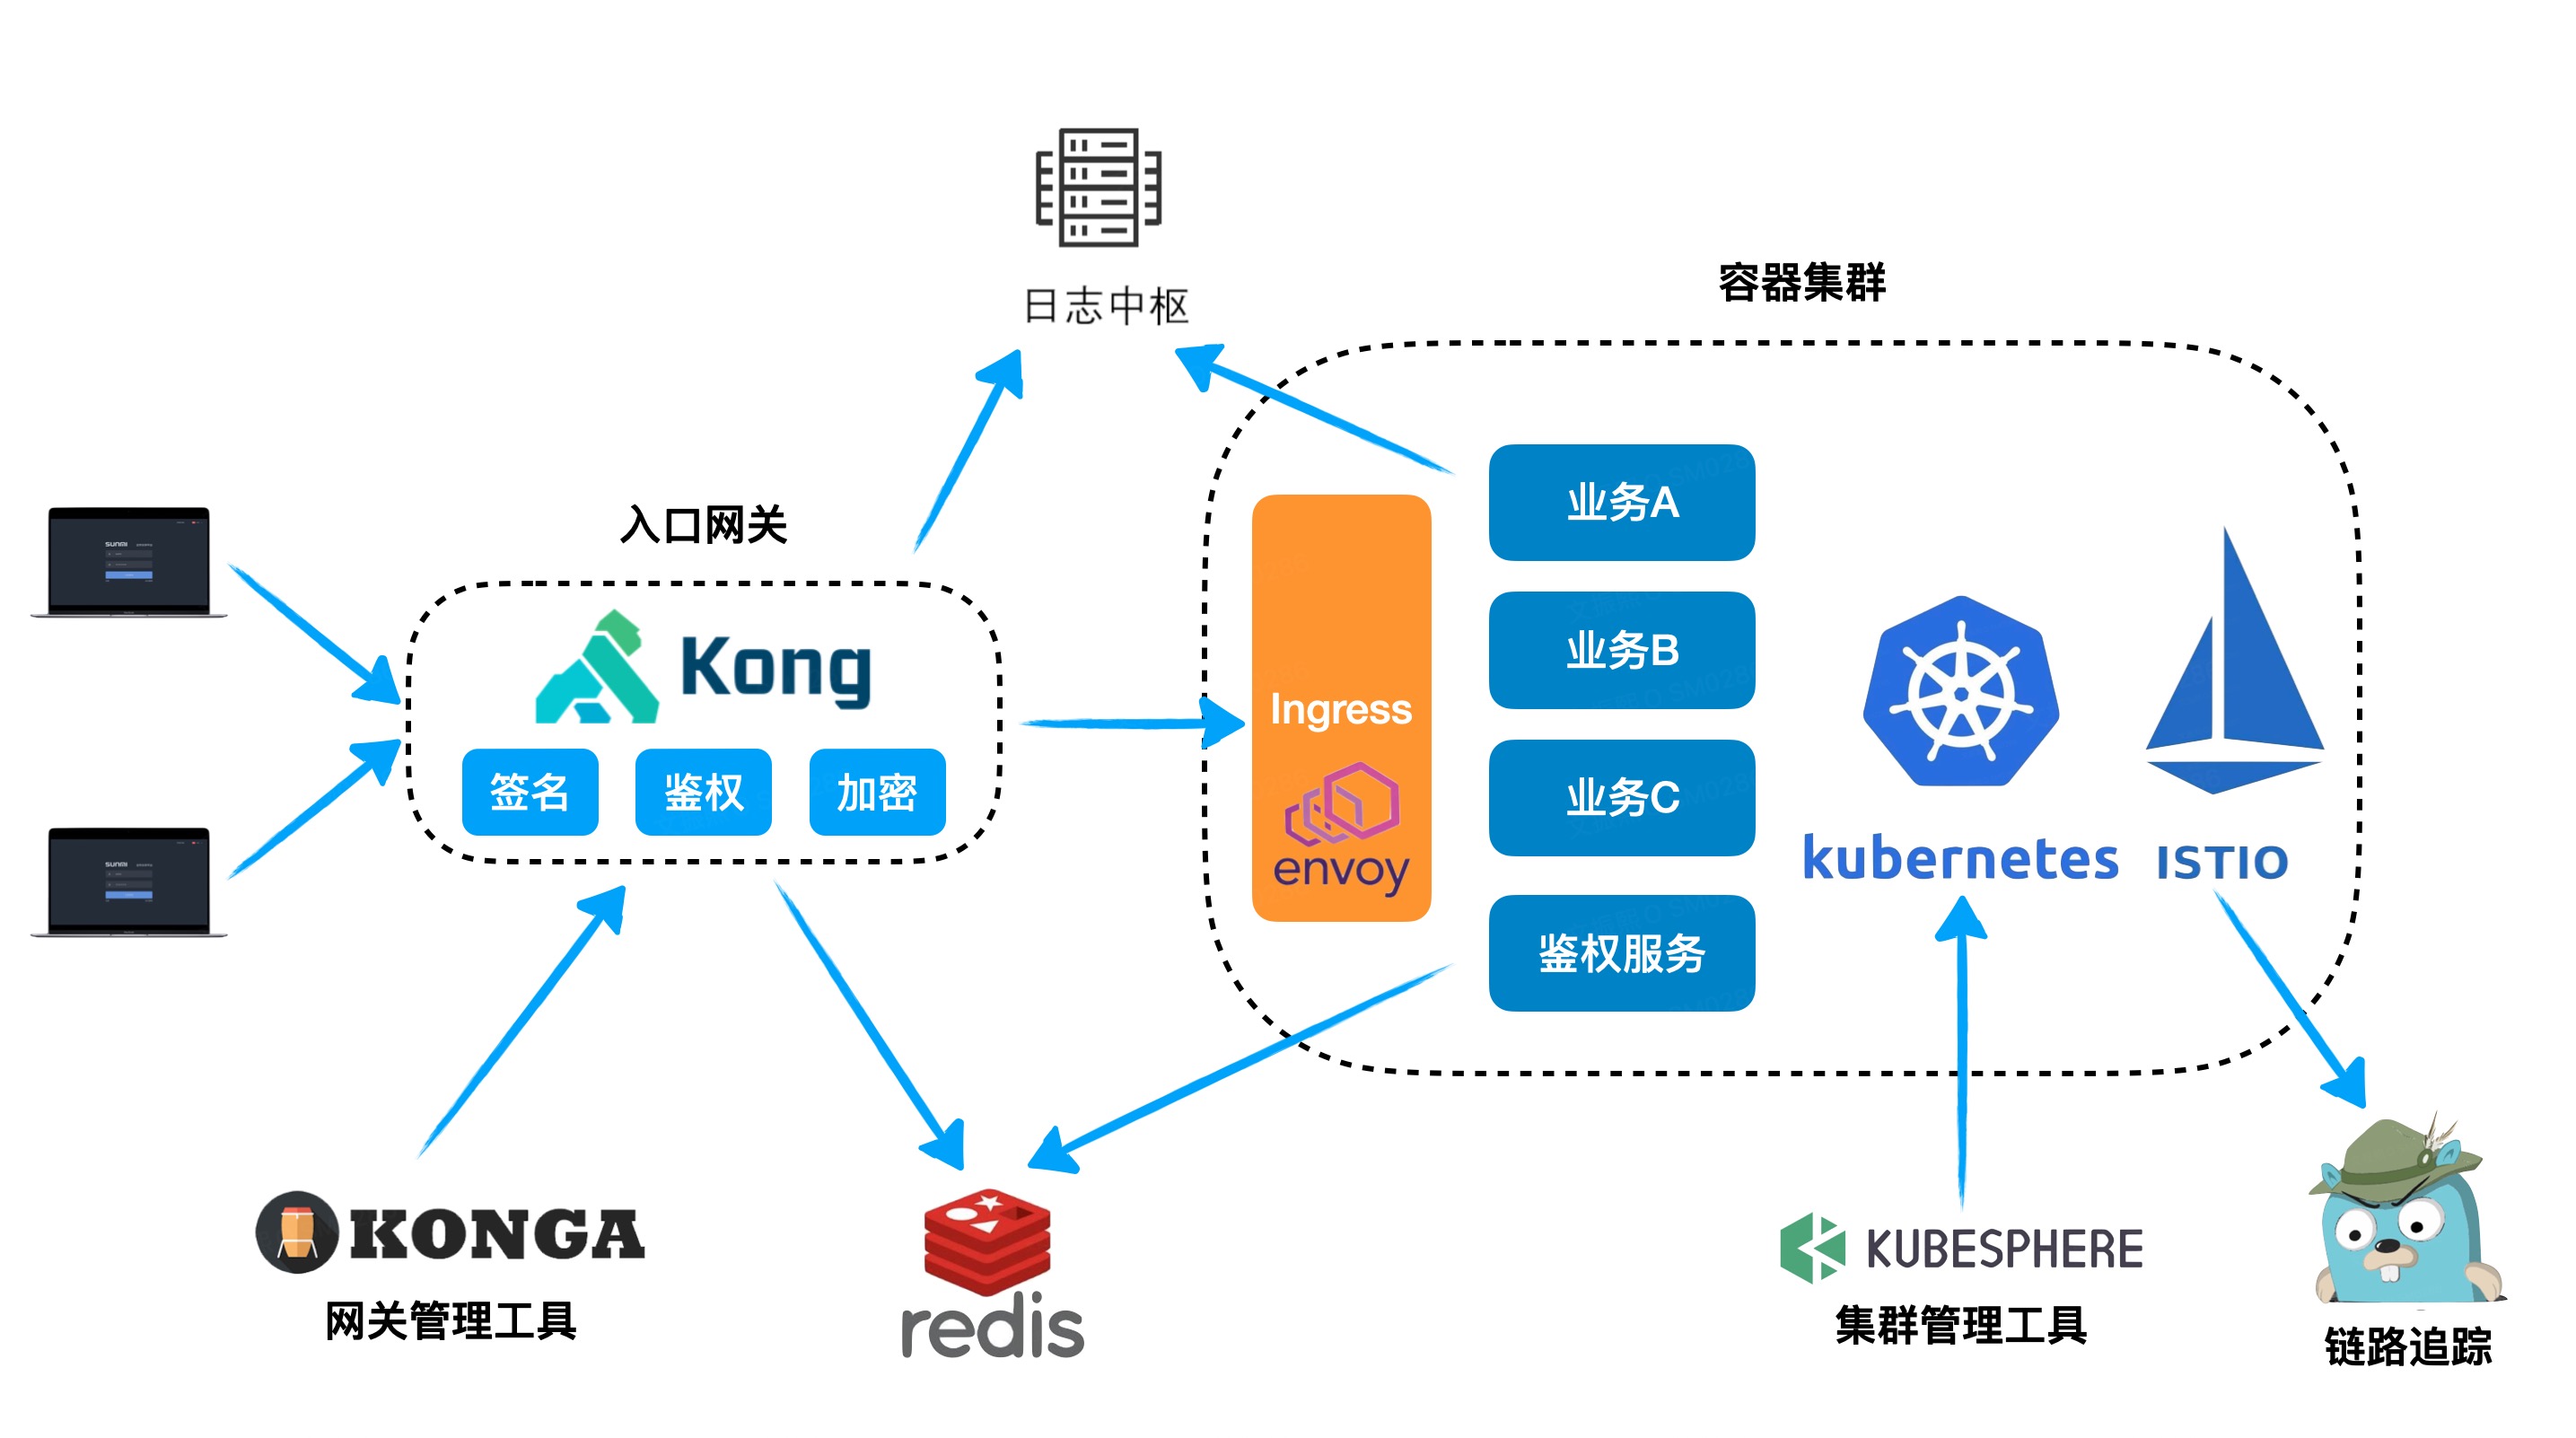 日志中枢
容器集群
入口网关
Kong
签名
鉴权
加密
SUNMI
SUNMI
Ingress
envoy
业务A
业务B
业务C
鉴权服务
kubernetes
ISTIO
KONGA
网关管理工具
redis
KUBESPHERE
集群管理工具
链路追踪